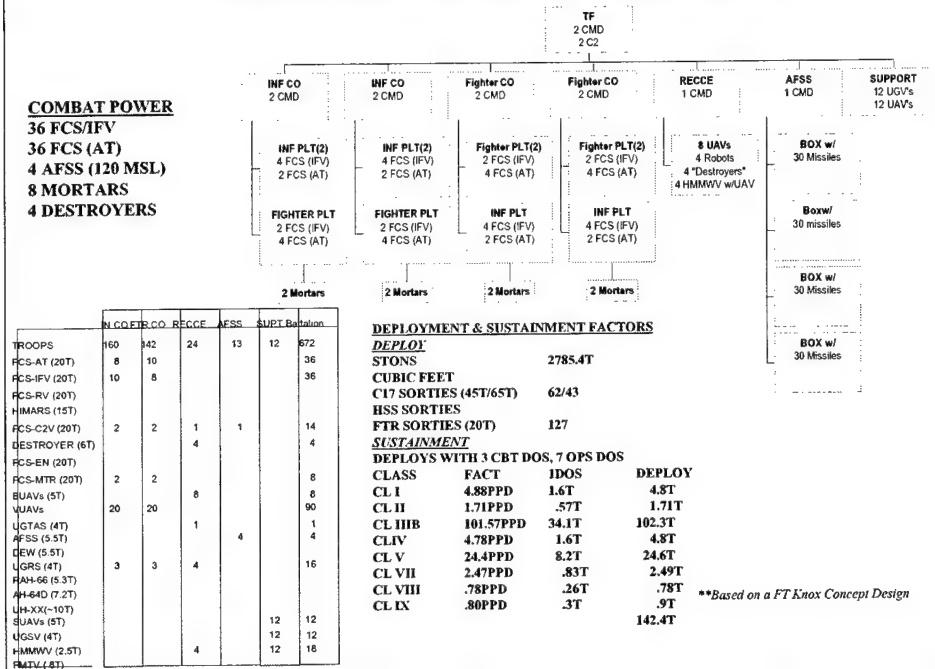 TF
2 CMD
2 C2
INF CO
2 CMD
INF CO
2 CMD
Fighter CO
2 CMD
Fighter CO
2 CMD
RECCE
1 CMD
AFSS
1 CMD
SUPPORT
12 UGV's
12 UAV's
COMBAT POWER
36 FCS/IFV
36 FCS (AT)
4 AFSS (120 MSL)
8 MORTARS
4 DESTROYERS
INF PLT(2)
4 FCS (IFV)
2 FCS (AT)
INF PLT(2)
4 FCS (IFV)
2 FCS (AT)
Fighter PLT(2)
2 FCS (IFV)
4 FCS (AT)
Fighter PLT(2)
2 FCS (IFV)
4 FCS (AT)
8 UAVs
4 Robots
4 "Destroyers"
4 HMMWV w/UAV
BOX w/
30 Missiles
FIGHTER PLT
2 FCS (IFV)
4 FCS (AT)
FIGHTER PLT
2 FCS (IFV)
4 FCS (AT)
INF PLT
4 FCS (IFV)
2 FCS (AT)
INF PLT
4 FCS (IFV)
2 FCS (AT)
Boxw/
30 missiles
2 Mortars
2 Mortars
2 Mortars
2 Mortars
BOX w/
30 Missiles
BOX w/
30 Missiles
IN CO FTR CO RECCE AFSS SUPT Battalion
TROOPS 160 142 24 13 12 672
FCS-AT (20T) 8 10 36
FCS-IFV (20T) 10 8 36
FCS-RV (20T)
HIMARS (15T)
FCS-C2V (20T) 2 2 1 1 14
DESTROYER (6T) 4 4
FCS-EN (20T)
FCS-MTR (20T) 2 2 8
EUAVs (5T) 8 8
VUAVs 20 20 90
UGTAS (4T) 1 1
AFSS (5.5T) 4 4
DEW (5.5T)
UGRS (4T) 3 3 4 16
RAH-66 (5.3T)
AH-64D (7.2T)
UH-XX(~10T)
SUAVs (5T) 12 12
UGSV (4T) 12 12
HMMWV (2.5T) 4 12 18
FMTV (.8T)
DEPLOYMENT & SUSTAINMENT FACTORS
DEPLOY
STONS 2785.4T
CUBIC FEET
C17 SORTIES (45T/65T) 62/43
HSS SORTIES
FTR SORTIES (20T) 127
SUSTAINMENT
DEPLOYS WITH 3 CBT DOS, 7 OPS DOS
CLASS FACT 1DOS DEPLOY
CL I 4.88PPD 1.6T 4.8T
CL II 1.71PPD .57T 1.71T
CL IIIB 101.57PPD 34.1T 102.3T
CLIV 4.78PPD 1.6T 4.8T
CL V 24.4PPD 8.2T 24.6T
CL VII 2.47PPD .83T 2.49T
CL VIII .78PPD .26T .78T
CL IX .80PPD .3T .9T
142.4T
**Based on a FT Knox Concept Design